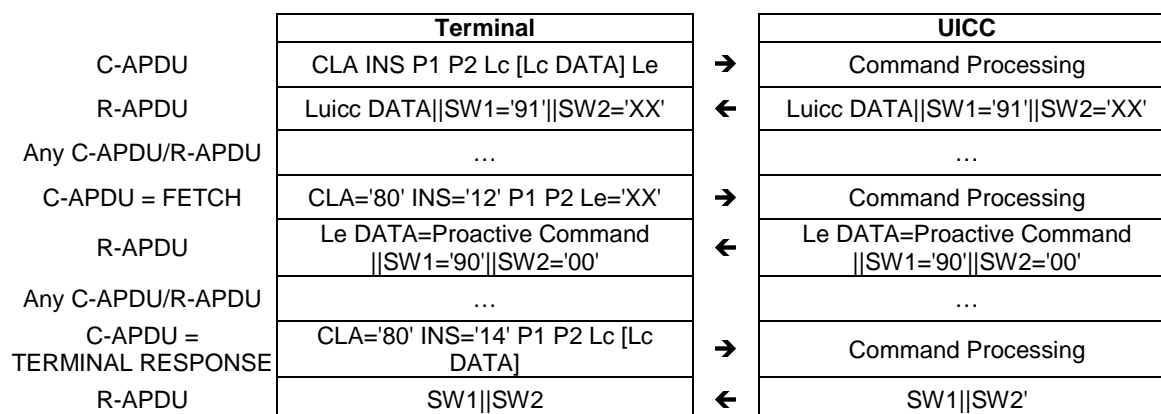 Terminal UICC
C-APDU CLA INS P1 P2 Lc [Lc DATA] Le ➔ Command Processing
R-APDU Luicc DATA||SW1='91'||SW2='XX' 🡸 Luicc DATA||SW1='91'||SW2='XX'
Any C-APDU/R-APDU … …
C-APDU = FETCH CLA='80' INS='12' P1 P2 Le='XX' ➔ Command Processing
R-APDU Le DATA=Proactive Command 🡸 Le DATA=Proactive Command
||SW1='90'||SW2='00' ||SW1='90'||SW2='00'
Any C-APDU/R-APDU … …
C-APDU = CLA='80' INS='14' P1 P2 Lc [Lc ➔ Command Processing
TERMINAL RESPONSE DATA]
R-APDU SW1||SW2 🡸 SW1||SW2'